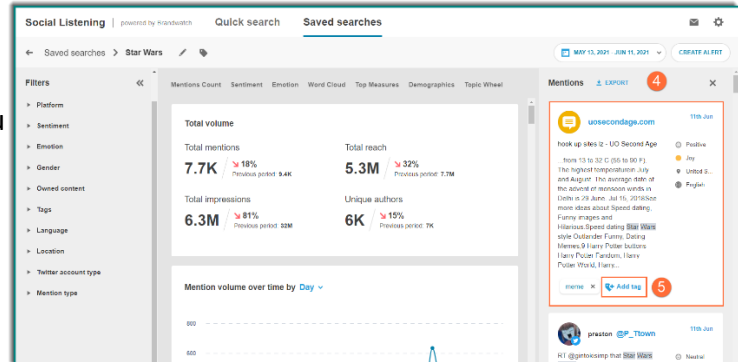 Social Listening | powered by Brandwatch Quick search Saved searches
← Saved searches > Star Wars MAY 13, 2021 - JUN 11, 2021 CREATE ALERT
Filters «
Platform
Sentiment
Emotion
Gender
Owned content
Tags
Language
Location
Twitter account type
Mention type
Mentions Count Sentiment Emotion Word Cloud Top Measures Demographics Topic Wheel
Total volume
Total mentions
7.7K 18%
Previous period: 9.4K
Total reach
5.3M 32%
Previous period: 7.7M
Total impressions
6.3M 81%
Previous period: 32M
Unique authors
6K 15%
Previous period: 7K
Mention volume over time by Day
800
600
Mentions EXPORT 4 ×
uosecondage.com 11th Jun
hook up sites iz - UO Second Age
...from 13 to 32 C (55 to 90 F).
The highest temperaturein July
and August. The average date of
the advent of monsoon winds in
Delhi is 29 June. Jul 15, 2018See
more ideas about Speed dating,
Funny images and
Hilarious.Speed dating Star Wars
style Outlander Funny, Dating
Memes.9 Harry Potter buttons
Harry Potter Fandom, Harry
Potter World, Harry...
Positive
Joy
United S...
English
meme × Add tag 5
preston @P_Ttown 11th Jun
RT @gntoloisimp that Star Wars
Neutral